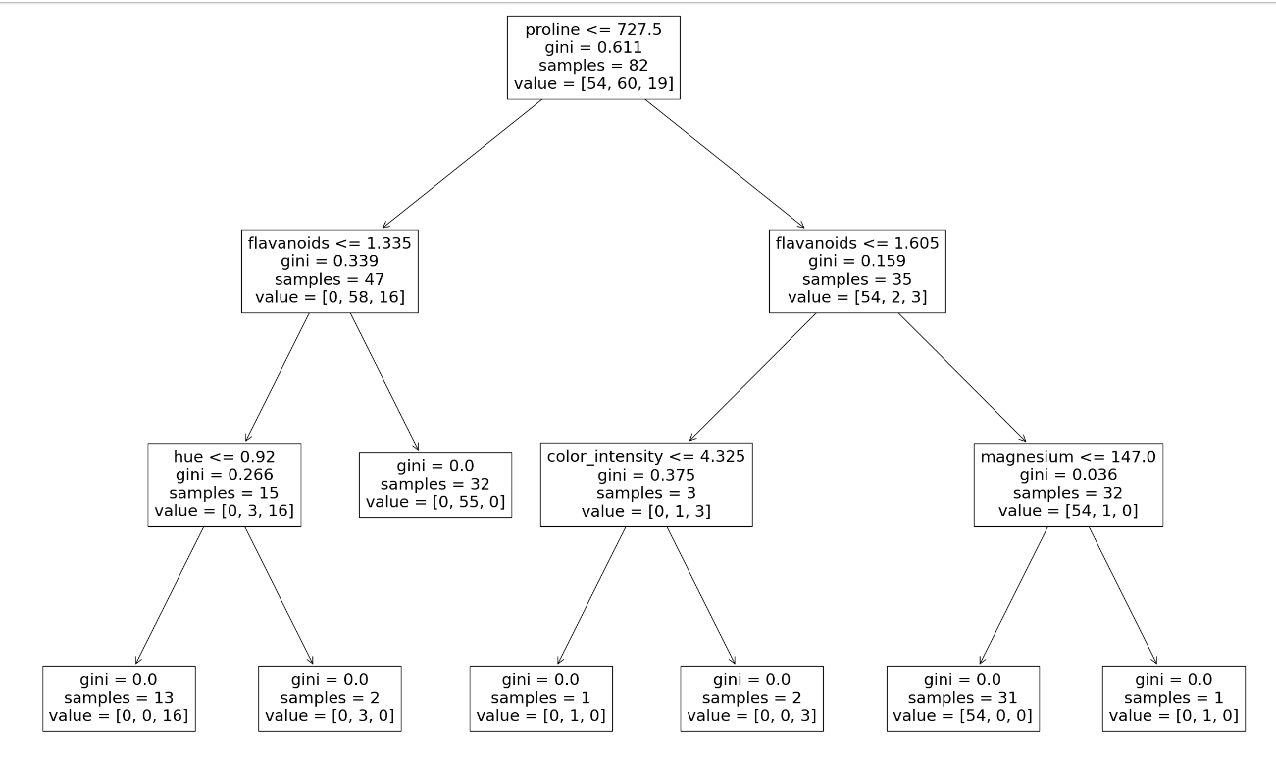 proline <= 727.5
gini = 0.611
samples = 82
value = [54, 60, 19]
flavanoids <= 1.335
gini = 0.339
samples = 47
value = [0, 58, 16]
flavanoids <= 1.605
gini = 0.159
samples = 35
value = [54, 2, 3]
hue <= 0.92
gini = 0.266
samples = 15
value = [0, 3, 16]
gini = 0.0
samples = 32
value = [0, 55, 0]
color_intensity <= 4.325
gini = 0.375
samples = 3
value = [0, 1, 3]
magnesium <= 147.0
gini = 0.036
samples = 32
value = [54, 1, 0]
gini = 0.0
samples = 13
value = [0, 0, 16]
gini = 0.0
samples = 2
value = [0, 3, 0]
gini = 0.0
samples = 1
value = [0, 1, 0]
gini = 0.0
samples = 2
value = [0, 0, 3]
gini = 0.0
samples = 31
value = [54, 0, 0]
gini = 0.0
samples = 1
value = [0, 1, 0]